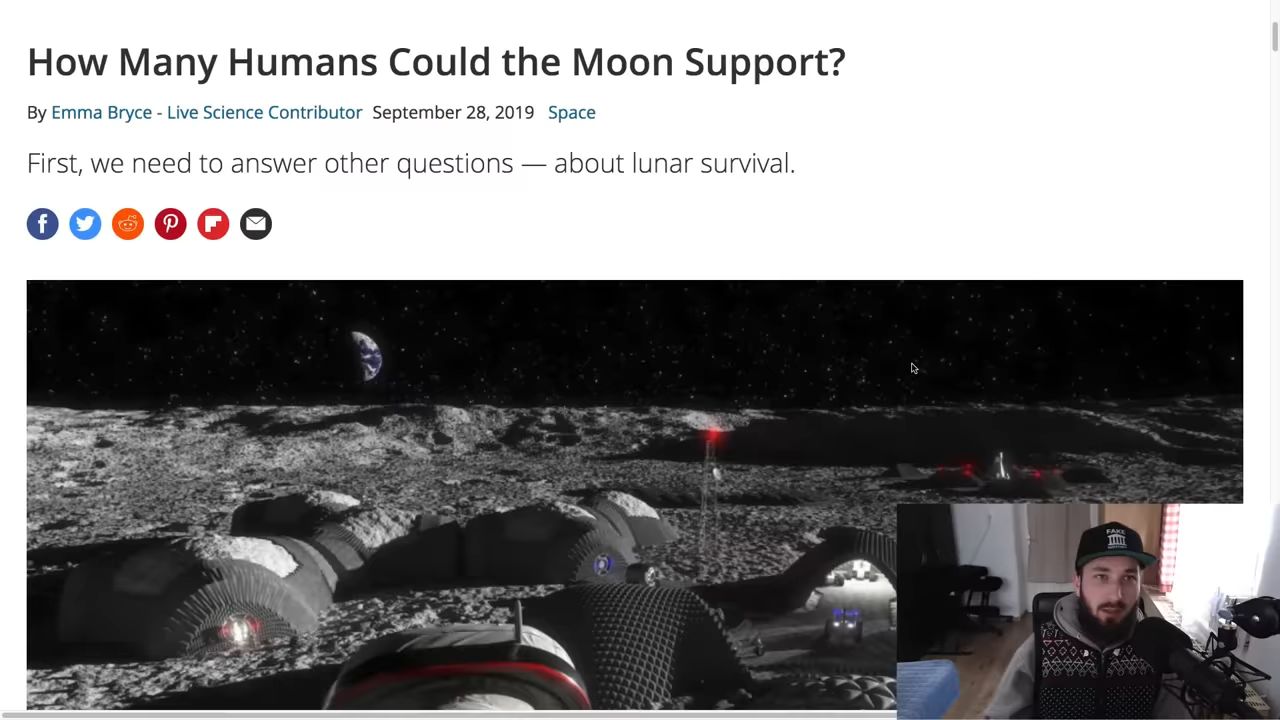 How Many Humans Could the Moon Support?
By Emma Bryce - Live Science Contributor September 28, 2019 Space
First, we need to answer other questions — about lunar survival.
FAKE